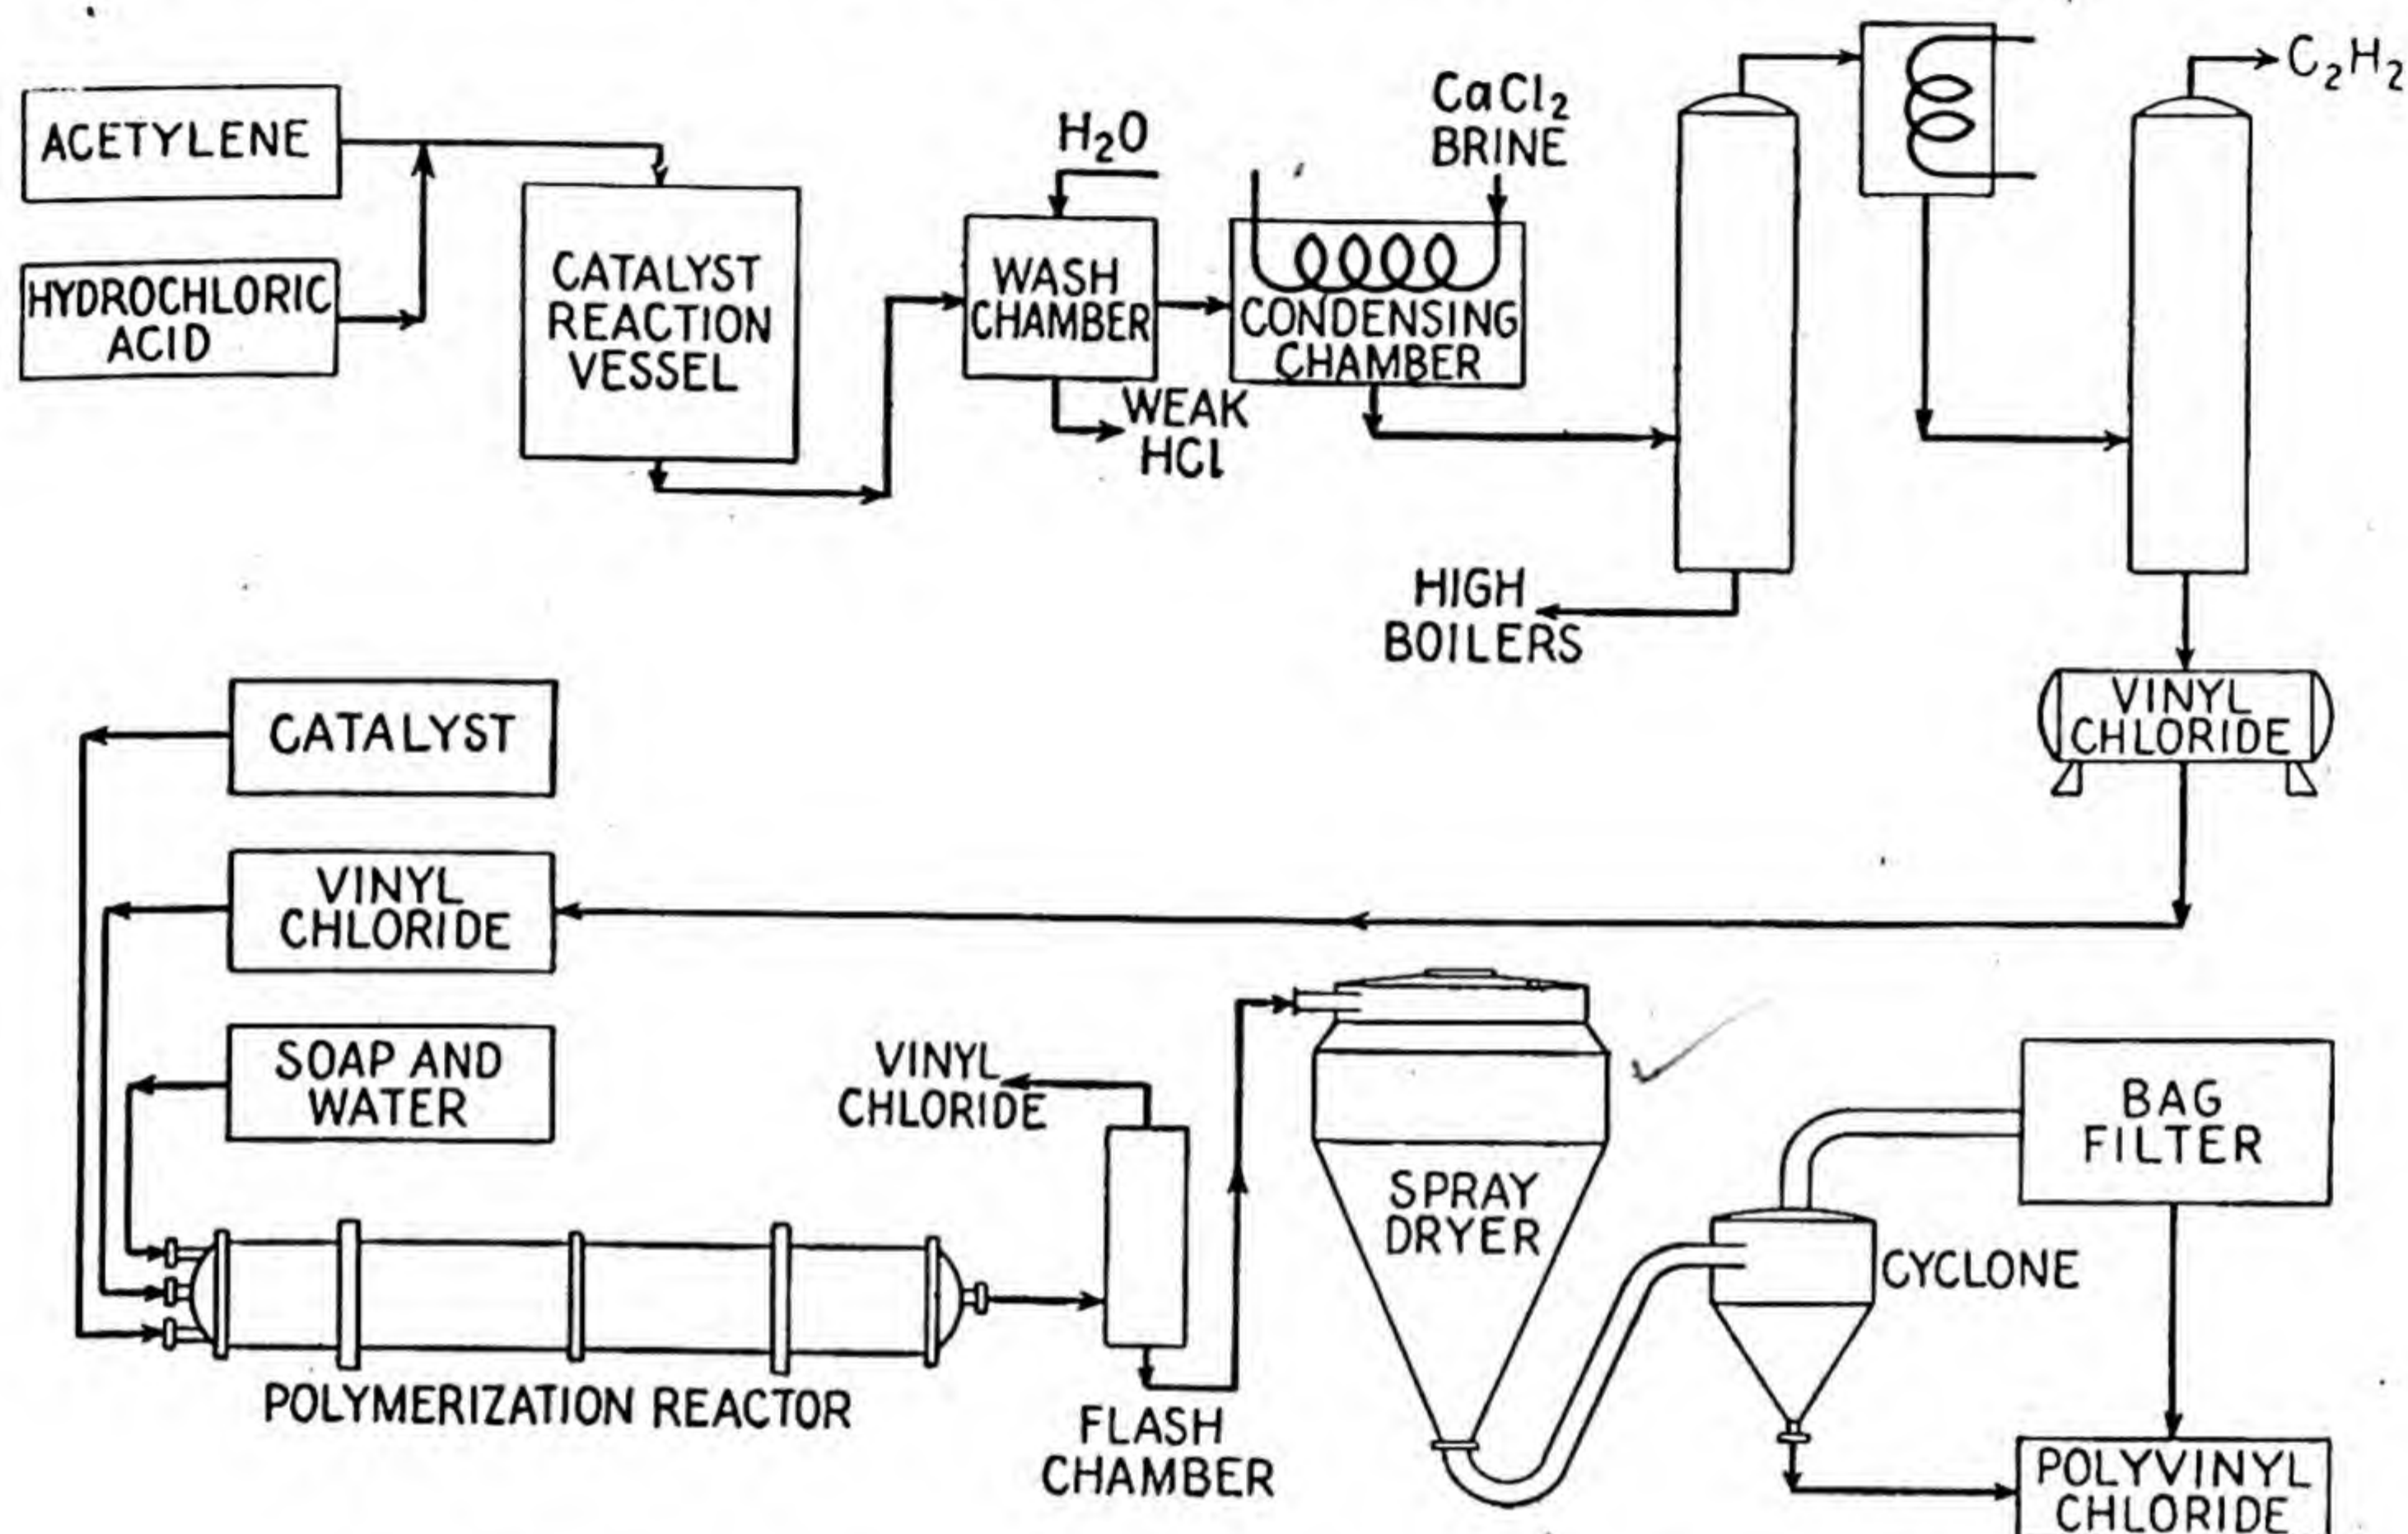 ACETYLENE
HYDROCHLORIC
ACID
CATALYST
REACTION
VESSEL
H₂O
WASH
CHAMBER
WEAK
HCl
CaCl₂
BRINE
CONDENSING
CHAMBER
HIGH
BOILERS
C₂H₂
VINYL
CHLORIDE
CATALYST
VINYL
CHLORIDE
SOAP AND
WATER
POLYMERIZATION REACTOR
VINYL
CHLORIDE
FLASH
CHAMBER
SPRAY
DRYER
CYCLONE
BAG
FILTER
POLYVINYL
CHLORIDE